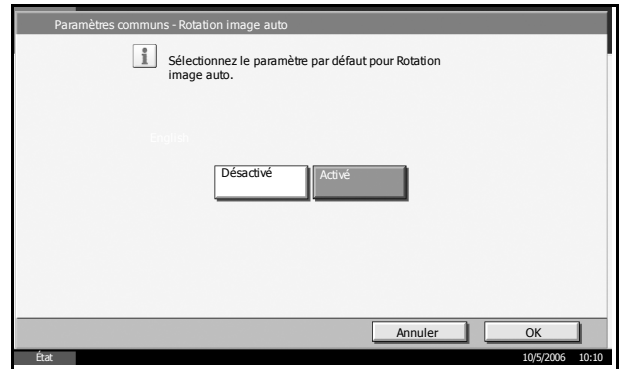 Paramètres communs - Rotation image auto
Sélectionnez le paramètre par défaut pour Rotation
image auto.
English
Désactivé
Activé
Annuler
OK
État
10/5/2006 10:10